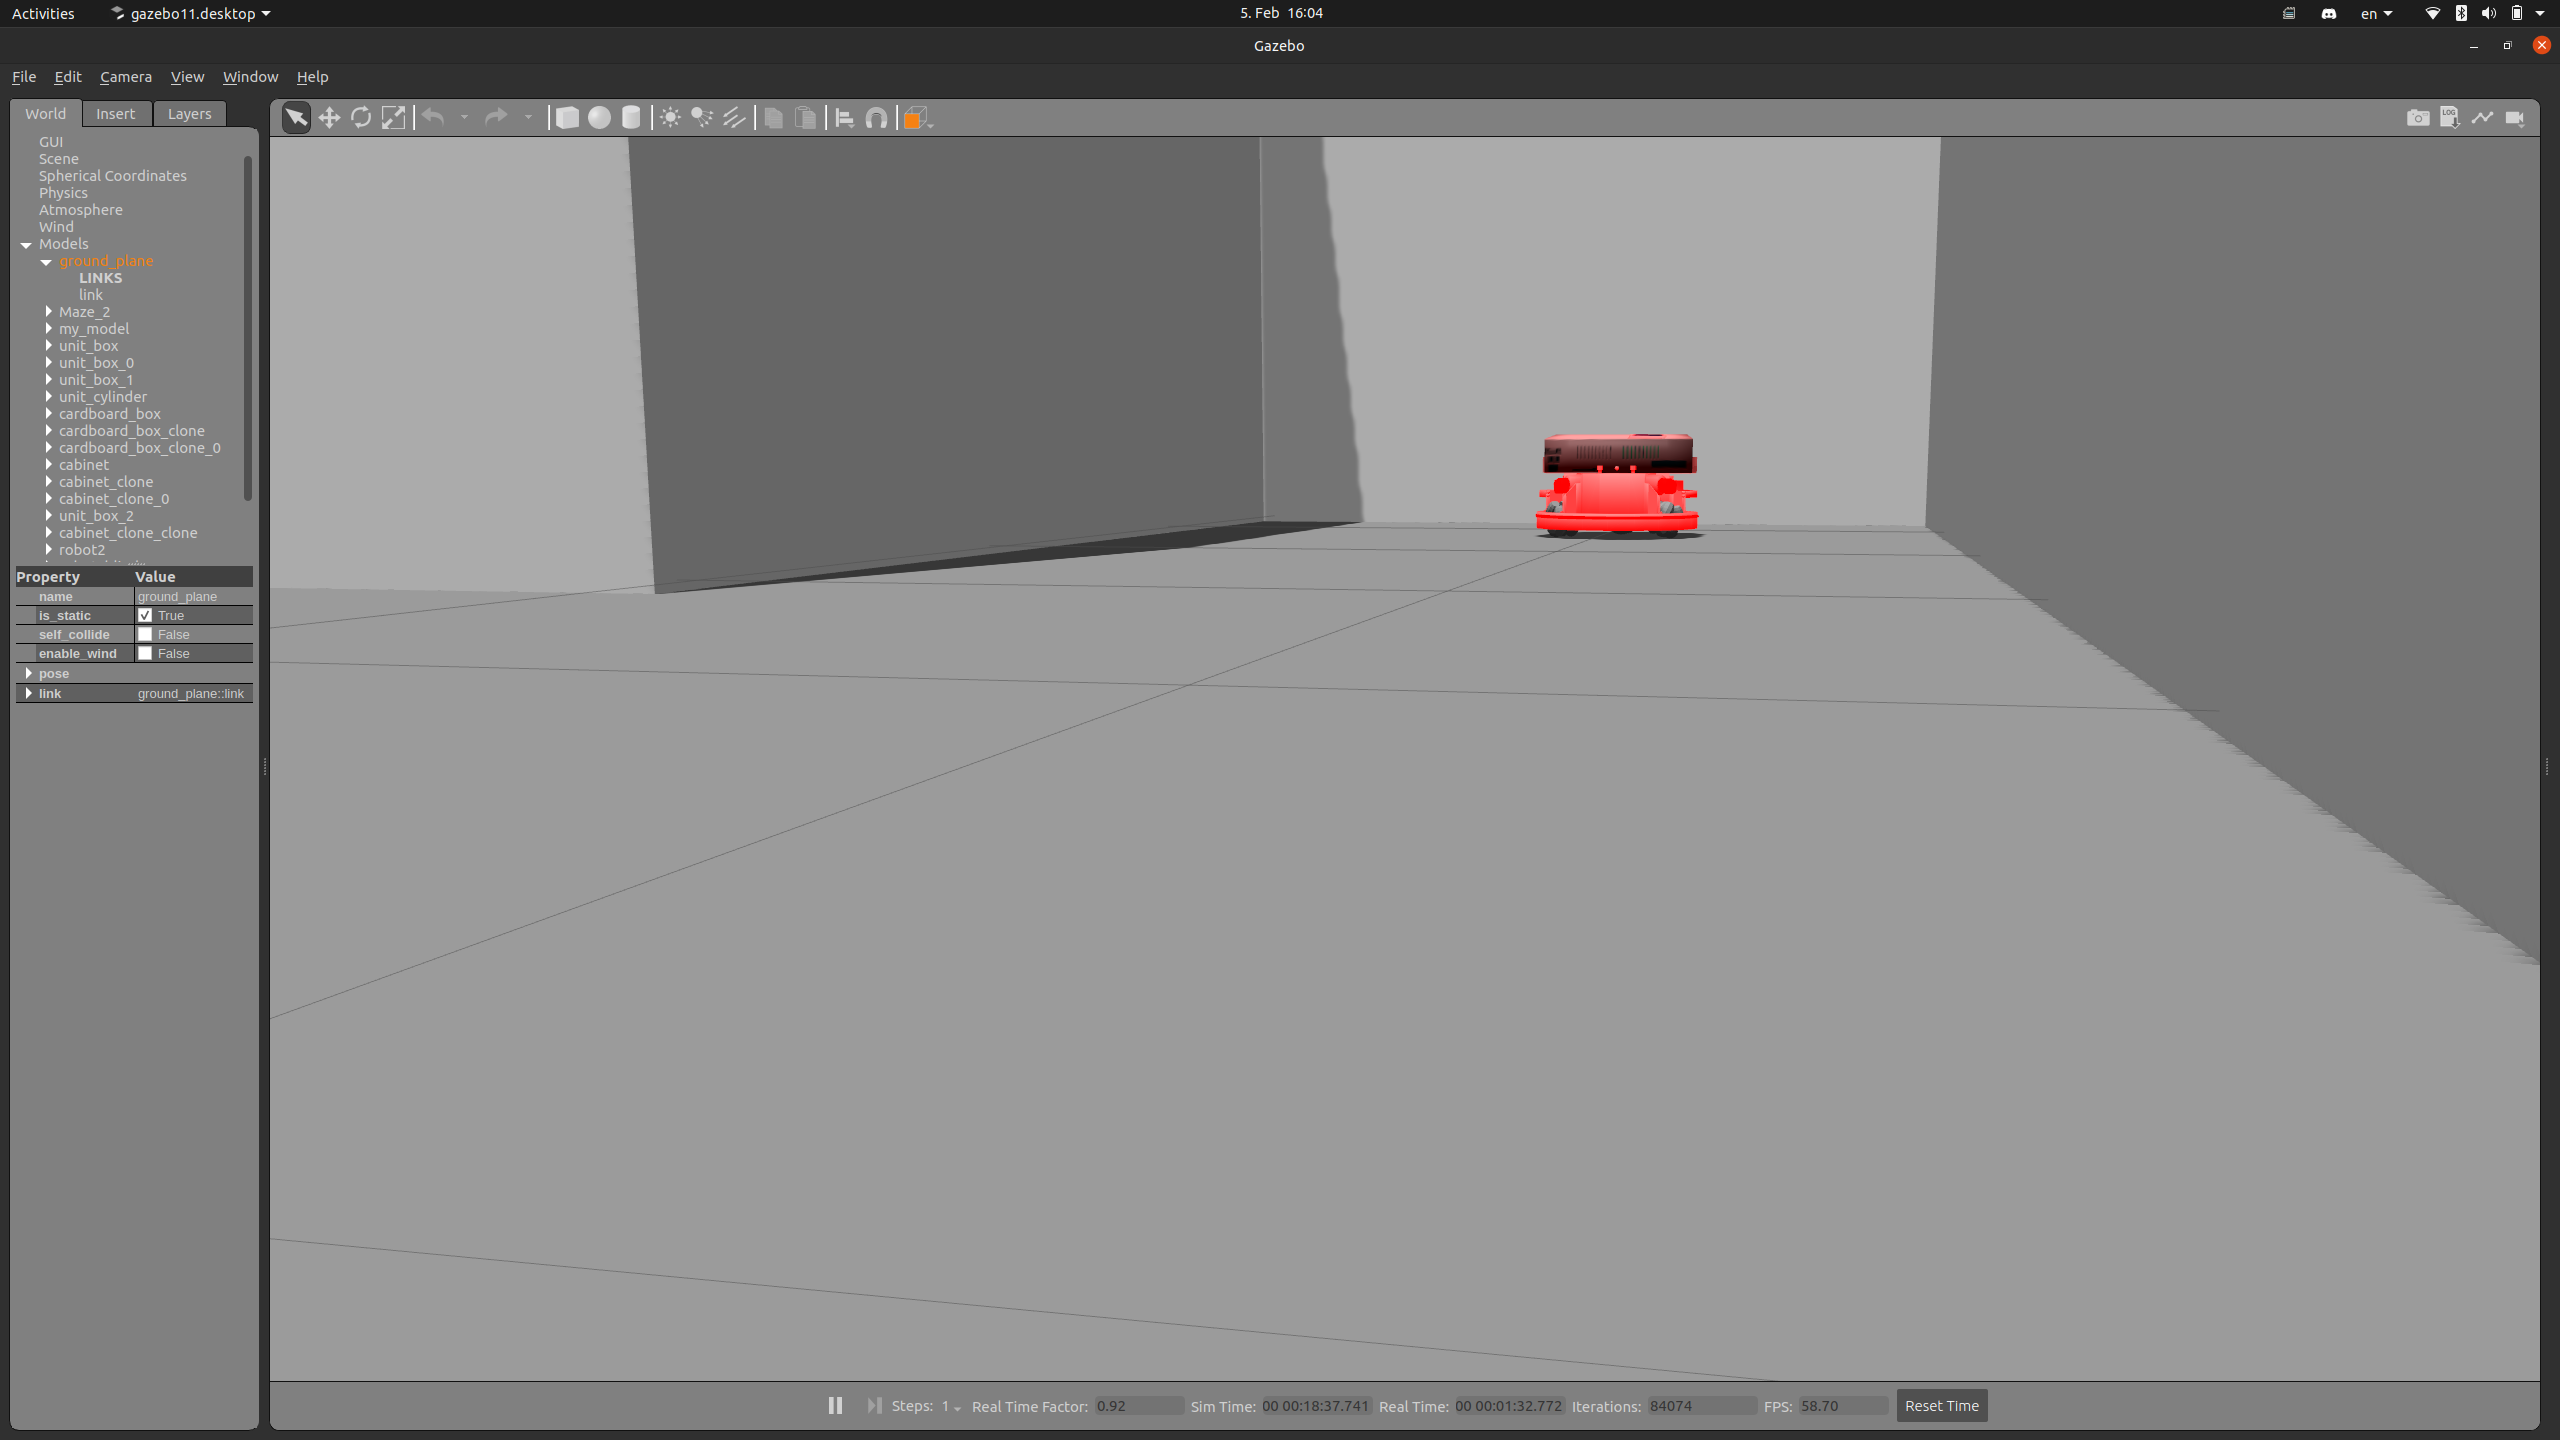 Activities gazebo11.desktop 5. Feb 16:04 en
Gazebo
File Edit Camera View Window Help
World Insert Layers
LOG
GUI
Scene
Spherical Coordinates
Physics
Atmosphere
Wind
Models
ground_plane
LINKS
link
Maze_2
my_model
unit_box
unit_box_0
unit_box_1
unit_cylinder
cardboard_box
cardboard_box_clone
cardboard_box_clone_0
cabinet
cabinet_clone
cabinet_clone_0
unit_box_2
cabinet_clone_clone
robot2
Property Value
name ground_plane
is_static True
self_collide False
enable_wind False
pose
link ground_plane::link
Steps: 1 Real Time Factor: 0.92 Sim Time: 00 00:18:37.741 Real Time: 00 00:01:32.772 Iterations: 84074 FPS: 58.70 Reset Time